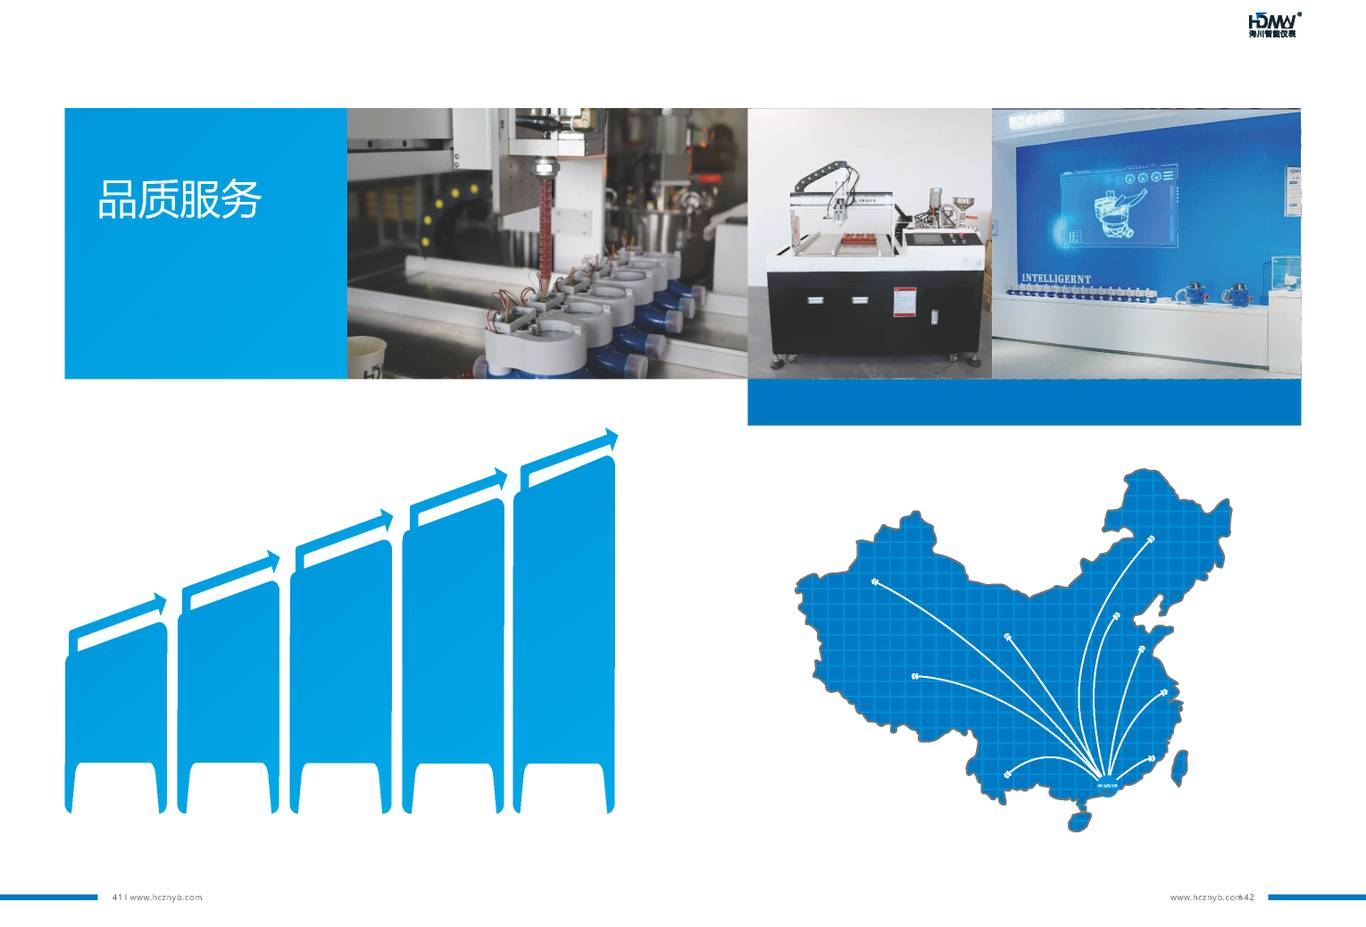 HDMW®
海川智能仪表
品质服务
INTELLIGERNT
41 I www.hcznyb.com
www.hcznyb.com
42